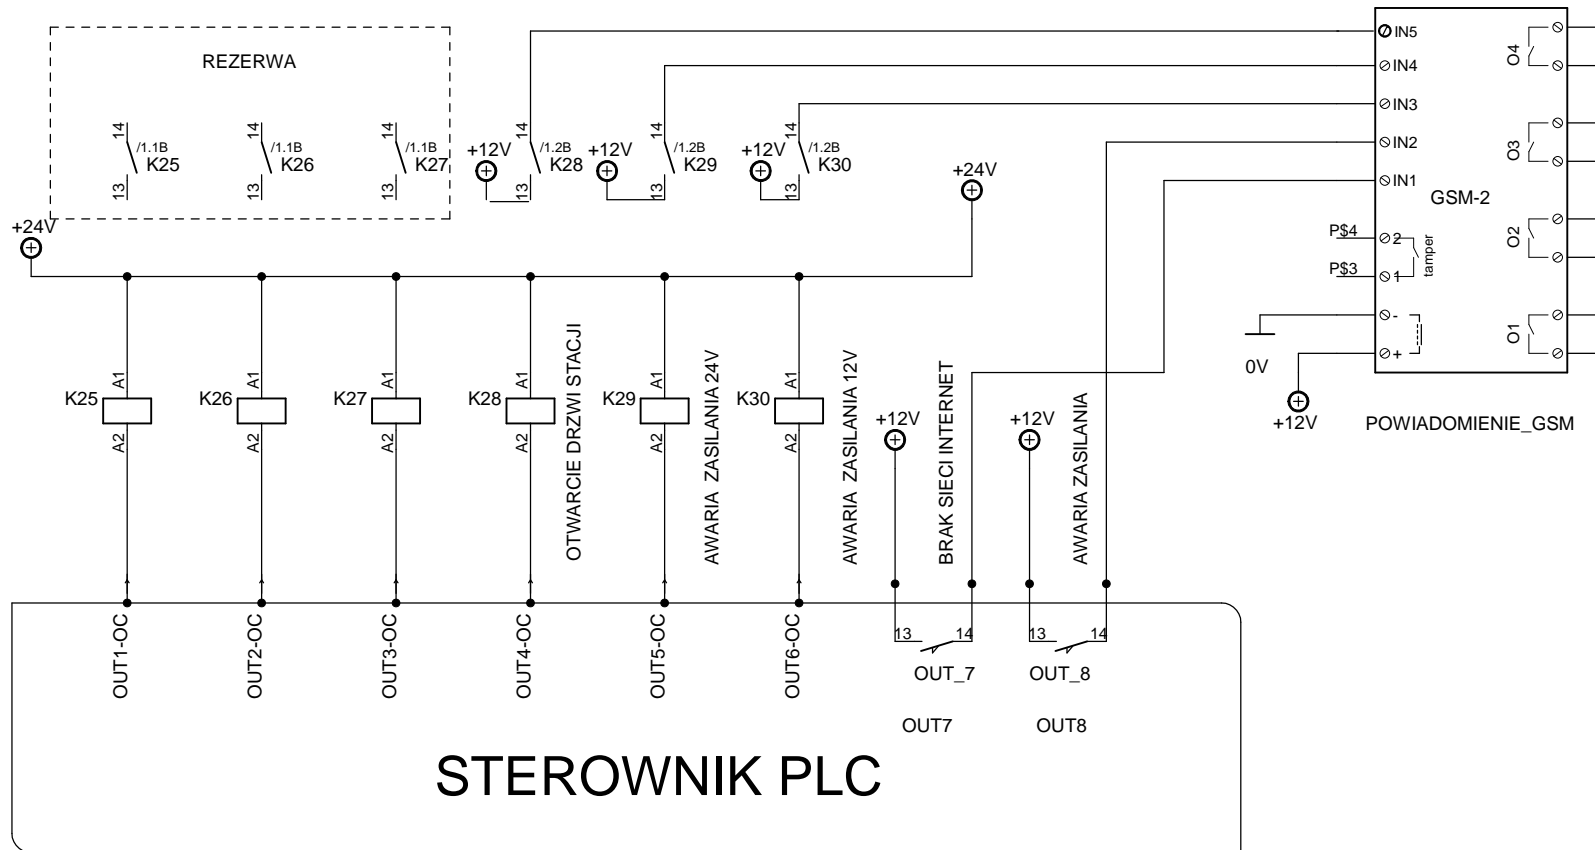 REZERWA
14
/1.1B
K25
13
14
/1.1B
K26
13
14
/1.1B
K27
13
+12V
14
/1.2B
K28
13
+12V
14
/1.2B
K29
13
+12V
14
/1.2B
K30
13
+24V
+24V
IN5
IN4
IN3
IN2
IN1
GSM-2
P$4
2
P$3
1
tamper
-
+
O4
O3
O2
O1
0V
+12V
POWIADOMIENIE_GSM
K25
A1
A2
K26
A1
A2
K27
A1
A2
K28
A1
A2
OTWARCIE DRZWI STACJI
K29
A1
A2
AWARIA ZASILANIA 24V
K30
A1
A2
AWARIA ZASILANIA 12V
+12V
BRAK SIECI INTERNET
+12V
AWARIA ZASILANIA
OUT1-OC
OUT2-OC
OUT3-OC
OUT4-OC
OUT5-OC
OUT6-OC
13
14
OUT_7
OUT7
13
14
OUT_8
OUT8
STEROWNIK PLC